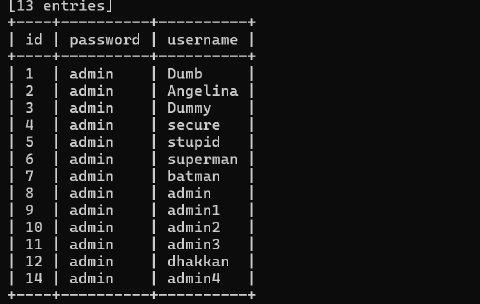 [13 entries]
+----+----------+----------+
| id | password | username |
+----+----------+----------+
| 1  | admin    | Dumb     |
| 2  | admin    | Angelina |
| 3  | admin    | Dummy    |
| 4  | admin    | secure   |
| 5  | admin    | stupid   |
| 6  | admin    | superman |
| 7  | admin    | batman   |
| 8  | admin    | admin    |
| 9  | admin    | admin1   |
| 10 | admin    | admin2   |
| 11 | admin    | admin3   |
| 12 | admin    | dhakkan  |
| 14 | admin    | admin4   |
+----+----------+----------+